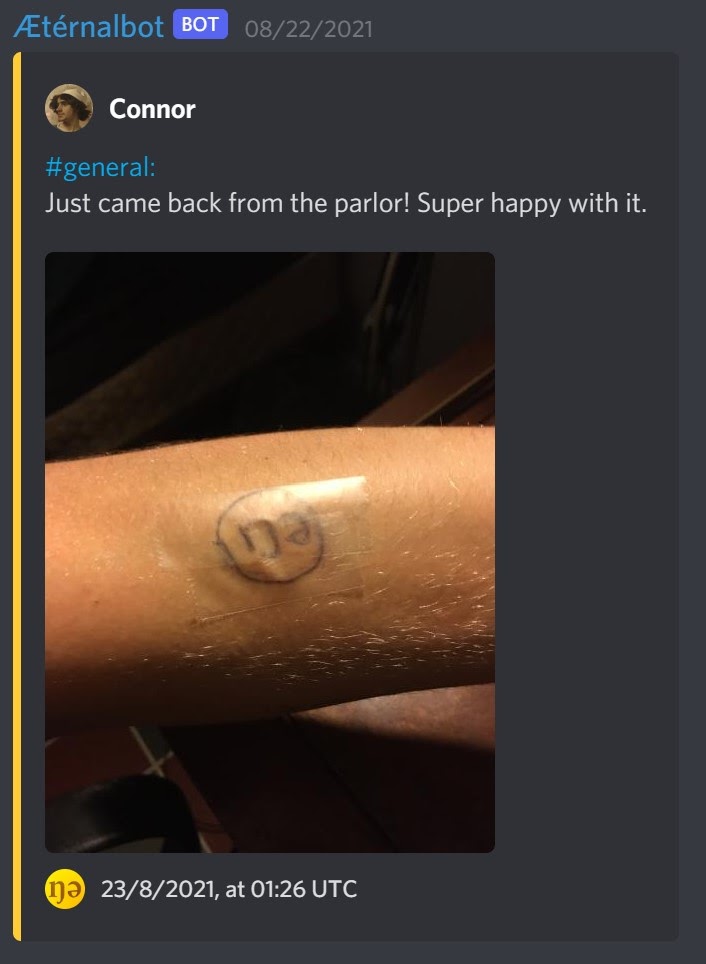 Ætérnalbot BOT 08/22/2021
Connor
#general:
Just came back from the parlor! Super happy with it.
ŋə
23/8/2021, at 01:26 UTC